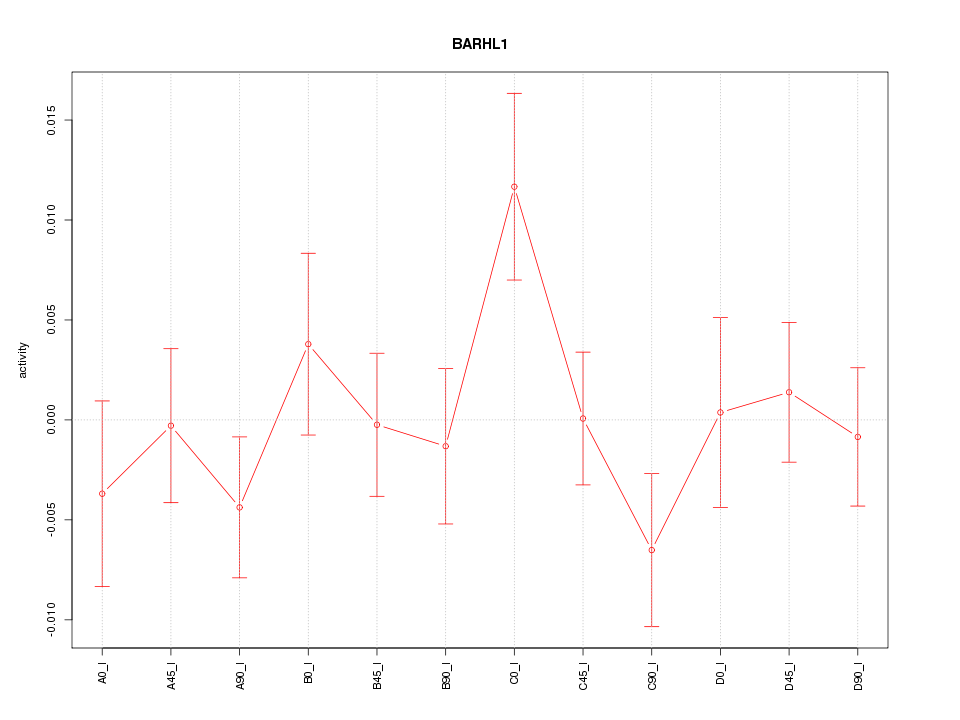 BARHL1
activity
0.015
0.010
0.005
0.000
-0.005
-0.010
A0_I
A45_I
A90_I
B0_I
B45_I
B90_I
C0_I
C45_I
C90_I
D0_I
D45_I
D90_I